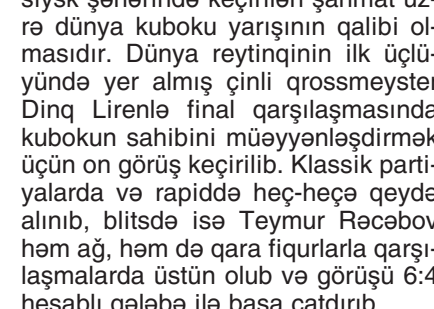 siysk şəhərində keçirilən şahmat üz-
rə dünya kuboku yarışının qalibi ol-
masıdır. Dünya reytinqinin ilk üçlü-
yündə yer almış çinli qrossmeyster
Dinq Lirenlə final qarşılaşmasında
kubokun sahibini müəyyənləşdirmək
üçün on görüş keçirilib. Klassik parti-
yalarda və rapiddə heç-heçə qeydə
alınıb, blitsdə isə Teymur Rəcəbov
həm ağ, həm də qara fiqurlarla qarşı-
laşmalarda üstün olub və görüşü 6:4
hesablı qələbə ilə başa çatdırıb